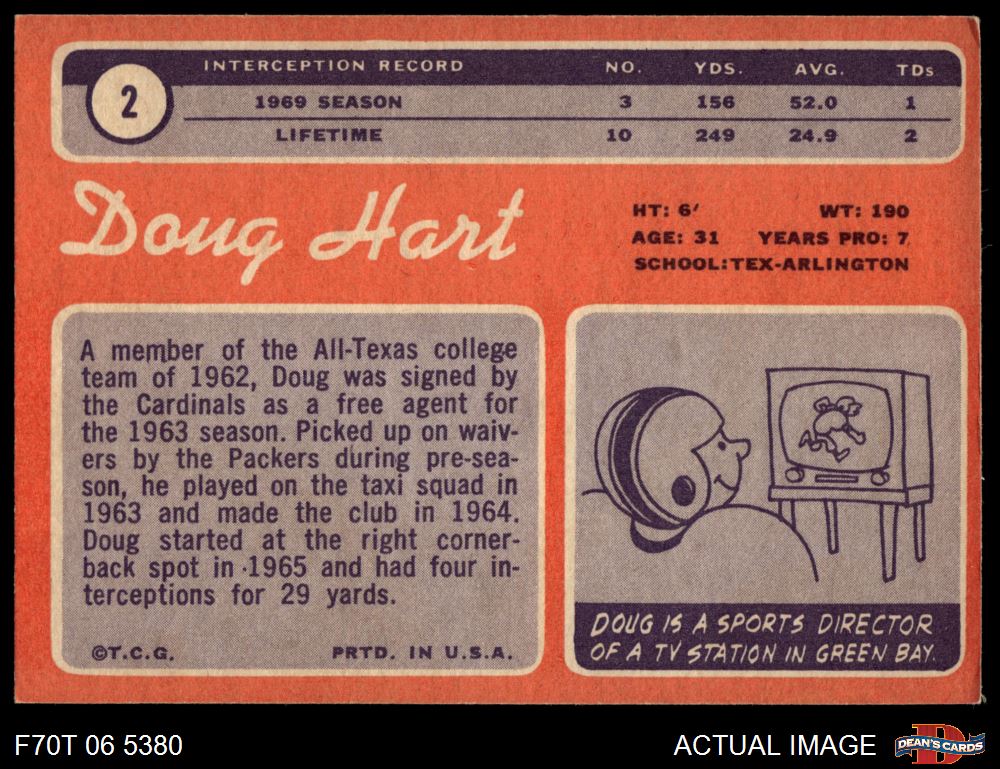 2
INTERCEPTION RECORD NO. YDS. AVG. TDs
1969 SEASON 3 156 52.0 1
LIFETIME 10 249 24.9 2
Doug Hart
HT: 6′ WT: 190
AGE: 31 YEARS PRO: 7
SCHOOL:TEX-ARLINGTON
A member of the All-Texas college
team of 1962, Doug was signed by
the Cardinals as a free agent for
the 1963 season. Picked up on waiv-
ers by the Packers during pre-sea-
son, he played on the taxi squad in
1963 and made the club in 1964.
Doug started at the right corner-
back spot in 1965 and had four in-
terceptions for 29 yards.
©T.C.G. PRTD. IN U.S.A.
DOUG IS A SPORTS DIRECTOR
OF A TV STATION IN GREEN BAY.
F70T 06 5380
ACTUAL IMAGE
D
DEAN'S CARDS